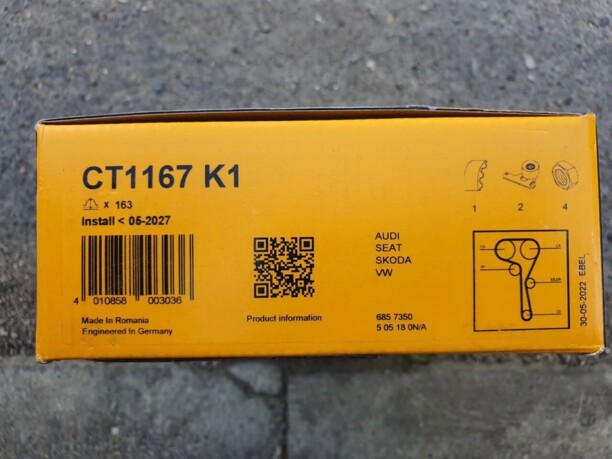 CT1167 K1
x 163
Install < 05-2027
1 2 4
AUDI
SEAT
SKODA
VW
4 010858 003036
Made in Romania
Engineered in Germany
Product information
685 7350
5 05 18 0N/A
30-05-2022 EBEL